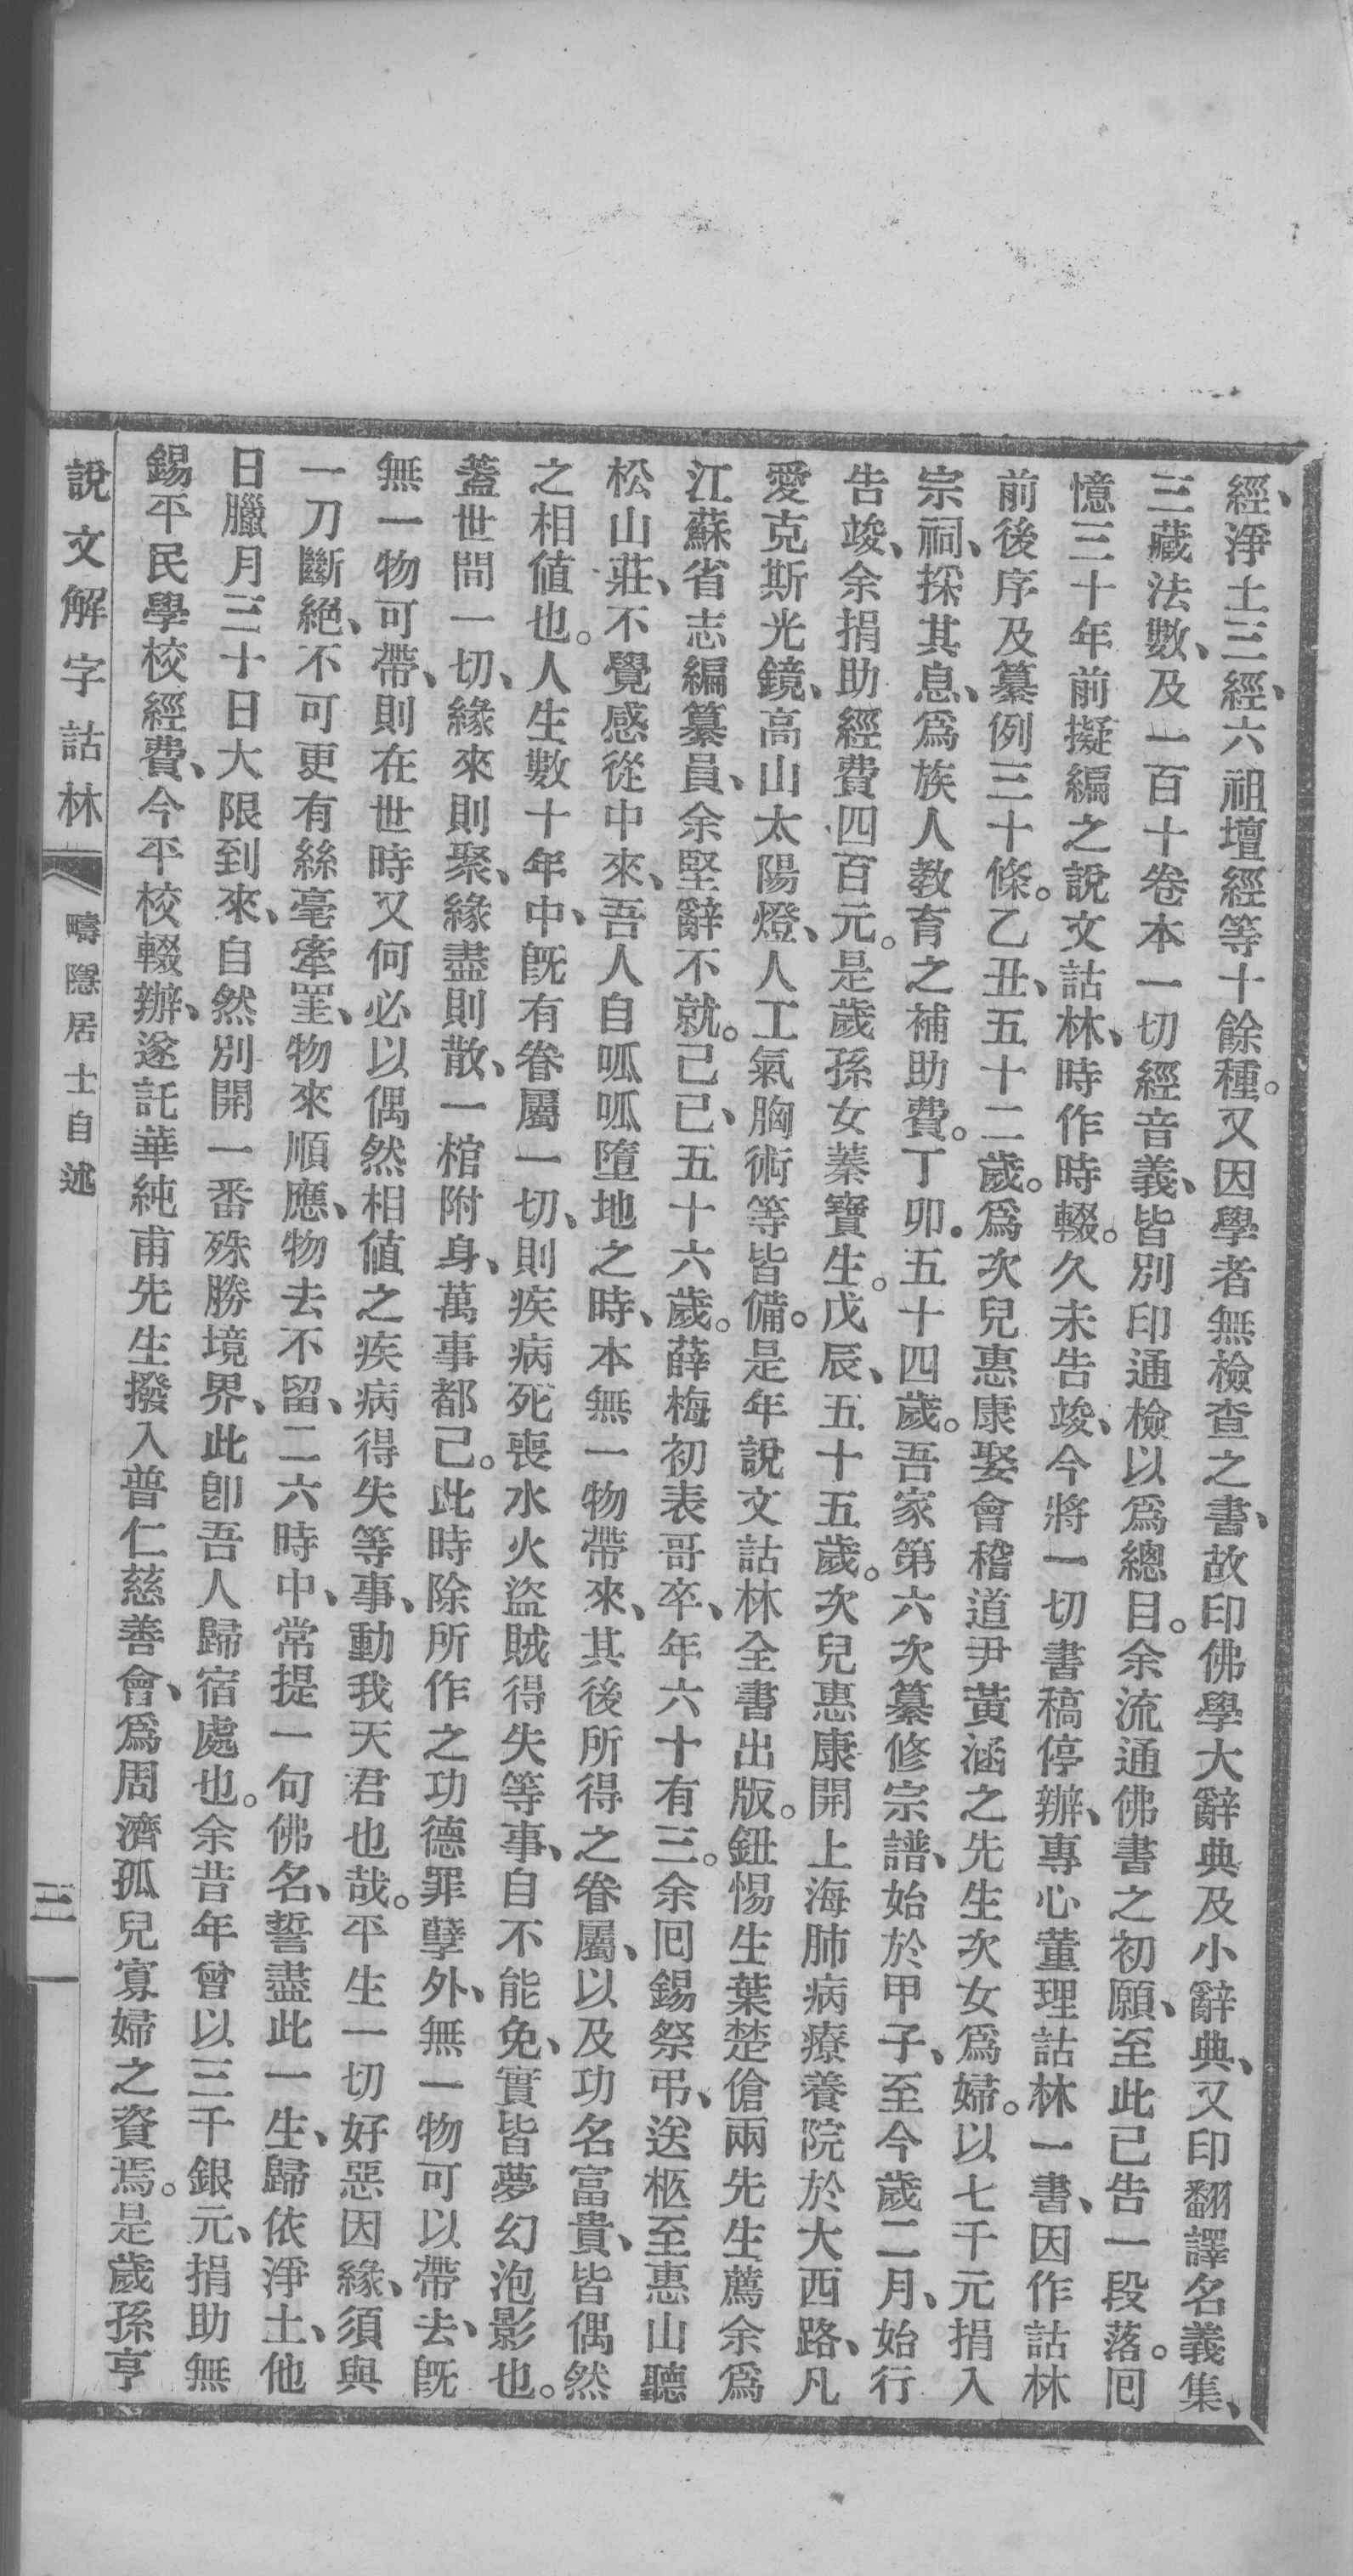 經、淨土三經、六祖壇經等十餘種。又因學者無檢查之書、故印佛學大辭典及小辭典、又印翻譯名義集、
三藏法數、及一百十卷本一切經音義、皆別印通檢以爲總目。余流通佛書之初願、至此已告一段落。囘
憶三十年前擬編之說文詁林、時作時輟。久未告竣、今將一切書稿停辦、專心董理詁林一書、因作詁林
前後序及纂例三十條。乙丑、五十二歲。爲次兒惠康娶會稽道尹黃涵之先生次女爲婦。以七千元捐入
宗祠、採其息、爲族人教育之補助費。丁卯．五十四歲。吾家第六次纂修宗譜、始於甲子、至今歲二月、始行
告竣、余捐助經費四百元。是歲孫女蓁寶生。戊辰、五十五歲。次兒惠康開上海肺病療養院於大西路、凡
愛克斯光鏡、高山太陽燈、人工氣胸術等皆備。是年說文詁林全書出版。鈕惕生葉楚傖兩先生薦余爲
江蘇省志編纂員、余堅辭不就。己巳、五十六歲。薛梅初表哥卒、年六十有三。余囘錫祭弔、送柩至惠山聽
松山莊、不覺感從中來、吾人自呱呱墮地之時、本無一物帶來、其後所得之眷屬、以及功名富貴、皆偶然
之相値也。人生數十年中、旣有眷屬一切、則疾病死喪水火盜賊得失等事、自不能免、實皆夢幻泡影也。
蓋世間一切、緣來則聚、緣盡則散、一棺附身、萬事都已。此時除所作之功德罪孽外、無一物可以帶去、旣
無一物可帶、則在世時又何必以偶然相値之疾病得失等事、動我天君也哉。平生一切好惡因緣、須與
一刀斷絕、不可更有絲毫牽罣、物來順應、物去不留、二六時中、常提一句佛名、誓盡此一生、歸依淨土、他
日臘月三十日大限到來、自然別開一番殊勝境界、此卽吾人歸宿處也。余昔年曾以三千銀元、捐助無
錫平民學校經費、今平校輟辦、遂託華純甫先生撥入普仁慈善會、爲周濟孤兒寡婦之資焉。是歲孫亨
說文解字詁林 疇隱居士自述 三一